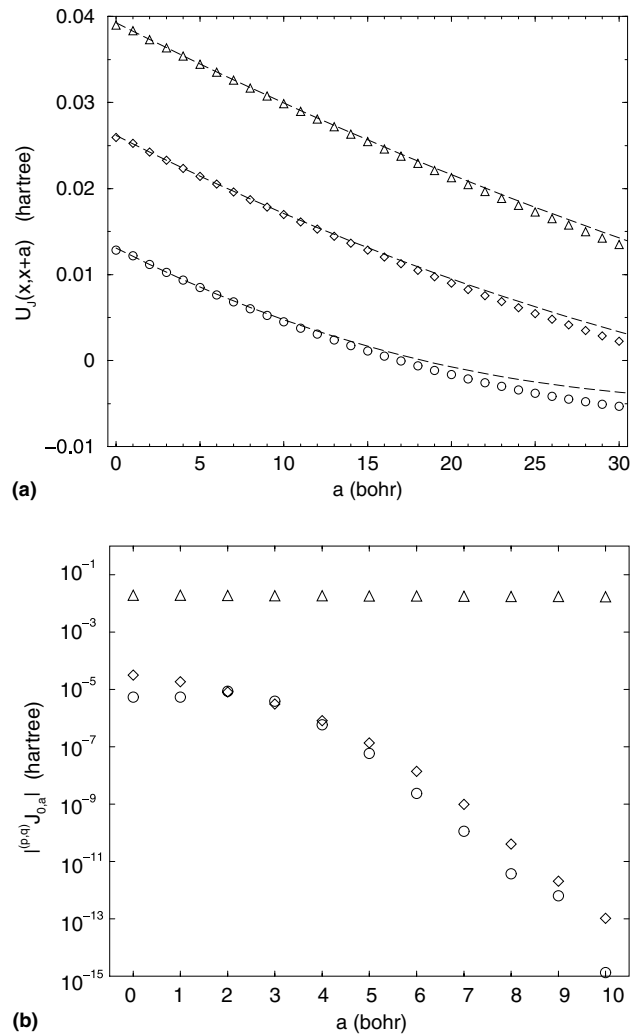 0.04
0.03
0.02
0.01
0
−0.01
U_J(x,x+a) (hartree)
0 5 10 15 20 25 30
a (bohr)
(a)
10^−1
10^−3
10^−5
10^−7
10^−9
10^−11
10^−13
10^−15
|^(p,q)J_0,a| (hartree)
0 1 2 3 4 5 6 7 8 9 10
a (bohr)
(b)